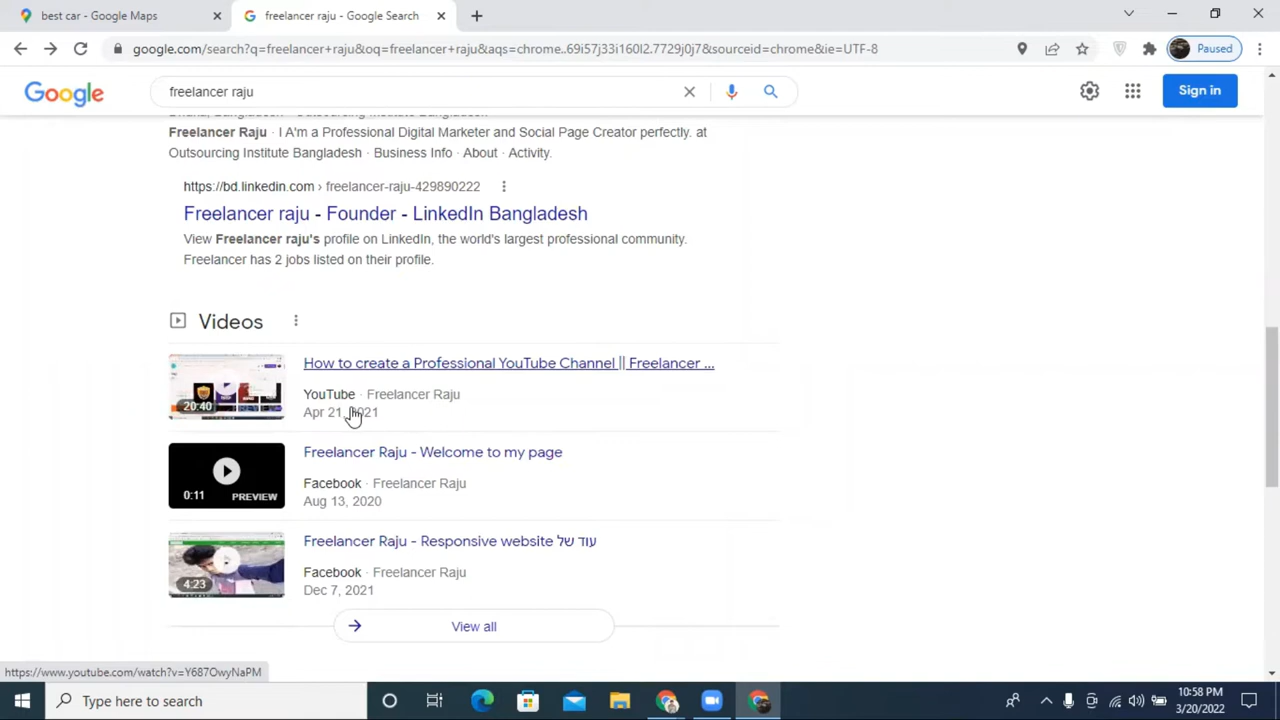 best car - Google Maps
freelancer raju - Google Search
google.com/search?q=freelancer+raju&oq=freelancer+raju&aqs=chrome..69i57j33i160l2.7729j0j7&sourceid=chrome&ie=UTF-8
Paused
Google
freelancer raju
Sign in
Freelancer Raju · I A'm a Professional Digital Marketer and Social Page Creator perfectly. at
Outsourcing Institute Bangladesh · Business Info · About · Activity.
https://bd.linkedin.com › freelancer-raju-429890222
Freelancer raju - Founder - LinkedIn Bangladesh
View Freelancer raju's profile on LinkedIn, the world's largest professional community.
Freelancer has 2 jobs listed on their profile.
Videos
How to create a Professional YouTube Channel || Freelancer ...
20:40
YouTube · Freelancer Raju
Apr 21, 2021
Freelancer Raju - Welcome to my page
0:11 PREVIEW
Facebook · Freelancer Raju
Aug 13, 2020
Freelancer Raju - Responsive website עוד של
4:23
Facebook · Freelancer Raju
Dec 7, 2021
View all
https://www.youtube.com/watch?v=Y687OwyNaPM
Type here to search
10:58 PM
3/20/2022